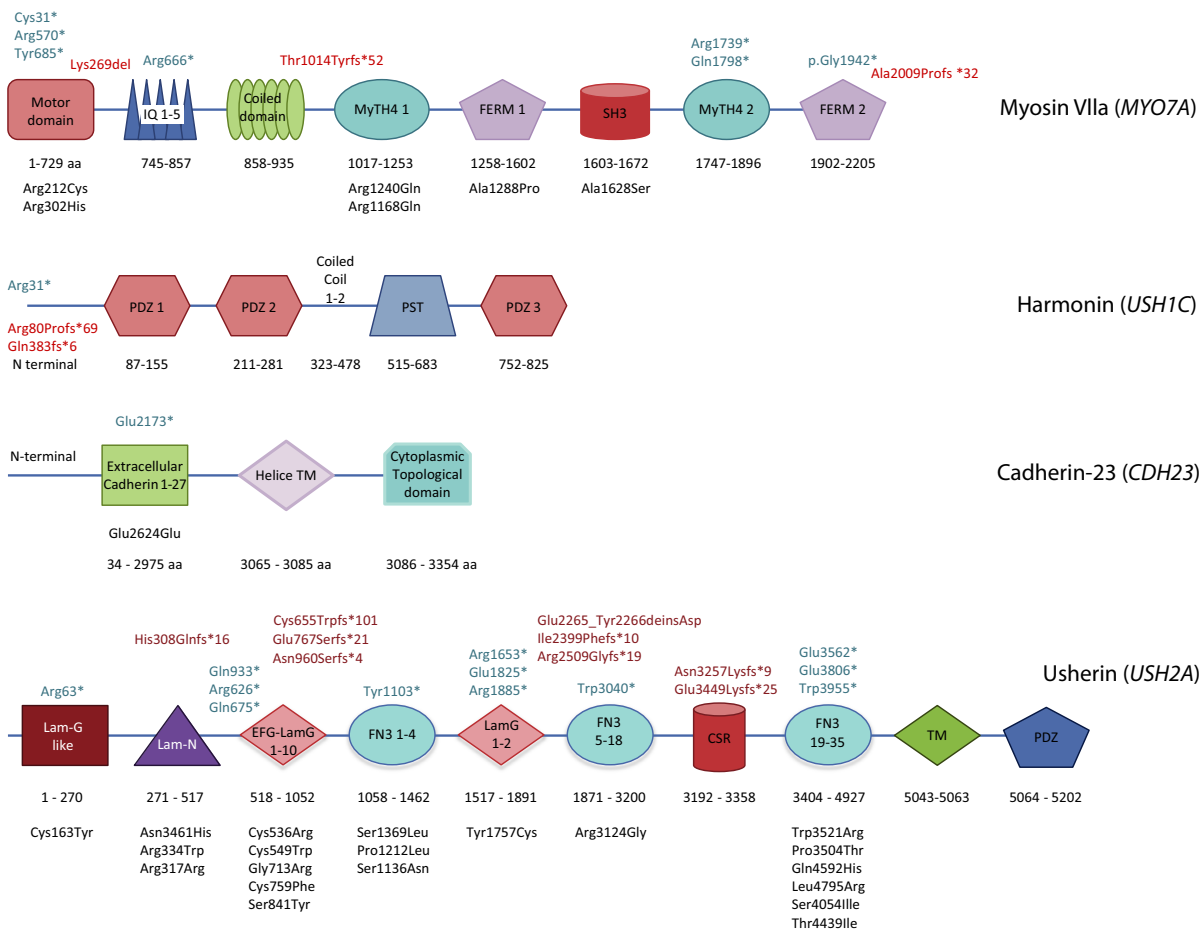 Cys31*
Arg570*
Tyr685*
Lys269del
Arg666*
Thr1014Tyrfs*52
Arg1739*
Gln1798*
p.Gly1942*
Ala2009Profs *32
Motor domain
IQ 1-5
Coiled domain
MyTH4 1
FERM 1
SH3
MyTH4 2
FERM 2
Myosin VIIa (MYO7A)
1-729 aa
745-857
858-935
1017-1253
1258-1602
1603-1672
1747-1896
1902-2205
Arg212Cys
Arg302His
Arg1240Gln
Arg1168Gln
Ala1288Pro
Ala1628Ser
Arg31*
Coiled
Coil
1-2
PDZ 1
PDZ 2
PST
PDZ 3
Harmonin (USH1C)
Arg80Profs*69
Gln383fs*6
N terminal
87-155
211-281
323-478
515-683
752-825
Glu2173*
N-terminal
Extracellular
Cadherin 1-27
Helice TM
Cytoplasmic
Topological
domain
Cadherin-23 (CDH23)
Glu2624Glu
34 - 2975 aa
3065 - 3085 aa
3086 - 3354 aa
Arg63*
His308Glnfs*16
Gln933*
Arg626*
Gln675*
Cys655Trpfs*101
Glu767Serfs*21
Asn960Serfs*4
Tyr1103*
Arg1653*
Glu1825*
Arg1885*
Glu2265_Tyr2266deinsAsp
Ile2399Phefs*10
Arg2509Glyfs*19
Trp3040*
Asn3257Lysfs*9
Glu3449Lysfs*25
Glu3562*
Glu3806*
Trp3955*
Usherin (USH2A)
Lam-G
like
Lam-N
EFG-LamG
1-10
FN3 1-4
LamG
1-2
FN3
5-18
CSR
FN3
19-35
TM
PDZ
1 - 270
271 - 517
518 - 1052
1058 - 1462
1517 - 1891
1871 - 3200
3192 - 3358
3404 - 4927
5043-5063
5064 - 5202
Cys163Tyr
Asn3461His
Arg334Trp
Arg317Arg
Cys536Arg
Cys549Trp
Gly713Arg
Cys759Phe
Ser841Tyr
Ser1369Leu
Pro1212Leu
Ser1136Asn
Tyr1757Cys
Arg3124Gly
Trp3521Arg
Pro3504Thr
Gln4592His
Leu4795Arg
Ser4054Ille
Thr4439Ile